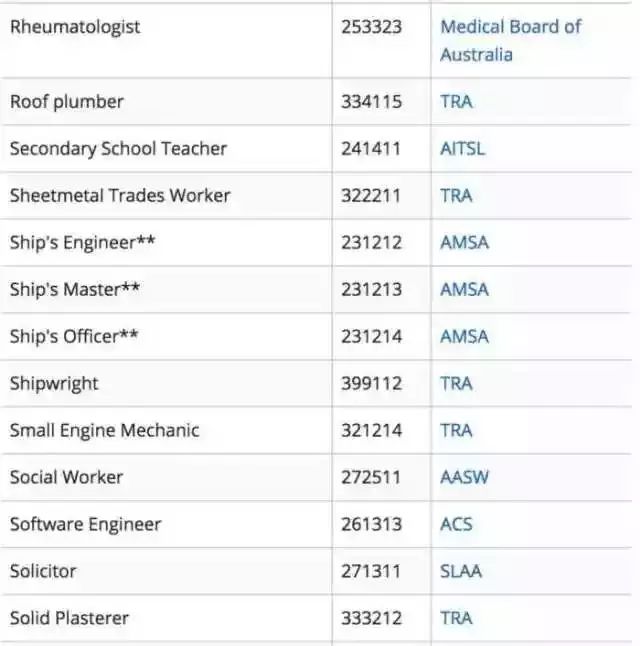 Rheumatologist 253323 Medical Board of
Australia
Roof plumber 334115 TRA
Secondary School Teacher 241411 AITSL
Sheetmetal Trades Worker 322211 TRA
Ship's Engineer** 231212 AMSA
Ship's Master** 231213 AMSA
Ship's Officer** 231214 AMSA
Shipwright 399112 TRA
Small Engine Mechanic 321214 TRA
Social Worker 272511 AASW
Software Engineer 261313 ACS
Solicitor 271311 SLAA
Solid Plasterer 333212 TRA